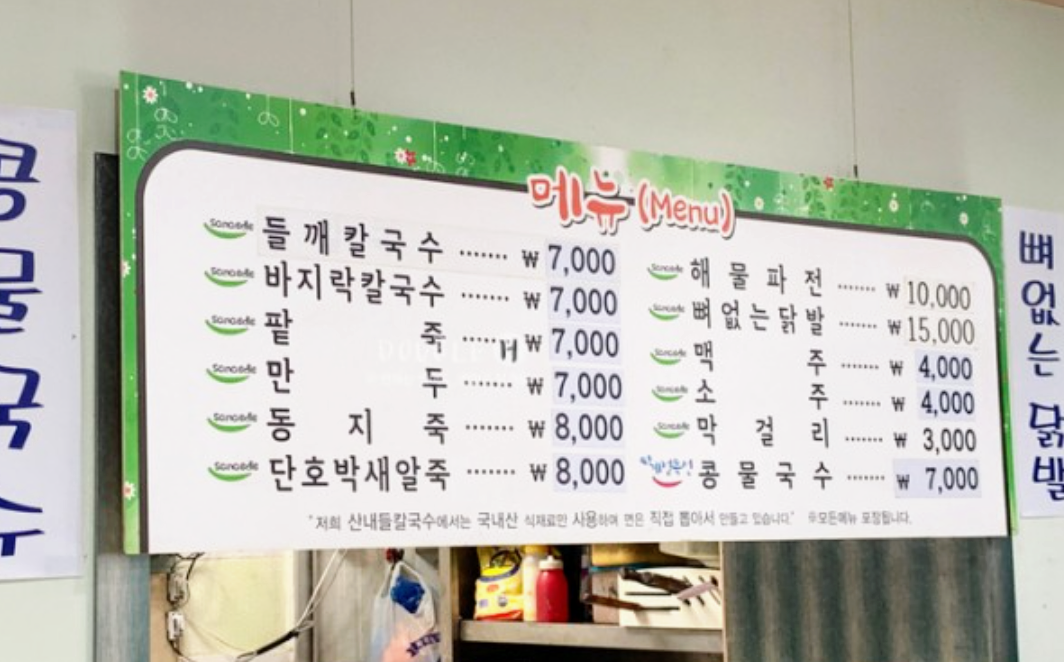 메뉴(Menu)
들깨칼국수 ....... ₩ 7,000
바지락칼국수 ....... ₩ 7,000
팥죽 ....... ₩ 7,000
만두 ....... ₩ 7,000
동지죽 ....... ₩ 8,000
단호박새알죽 ....... ₩ 8,000
해물파전 ....... ₩ 10,000
뼈없는닭발 ....... ₩ 15,000
맥주 ....... ₩ 4,000
소주 ....... ₩ 4,000
막걸리 ....... ₩ 3,000
콩물국수 ....... ₩ 7,000
"저희 산내들칼국수에서는 국내산 식재료만 사용하여 면은 직접 뽑아서 만들고 있습니다." ※모든메뉴 포장됩니다.
콩물국수
뼈없는닭발